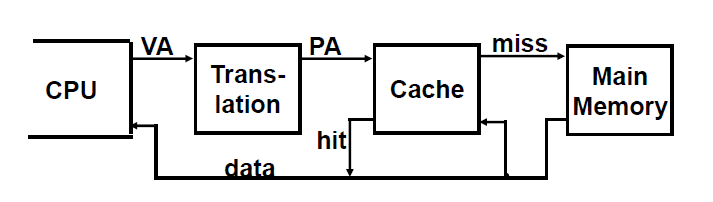 VA
PA
miss
CPU
Trans-
lation
Cache
Main
Memory
hit
data